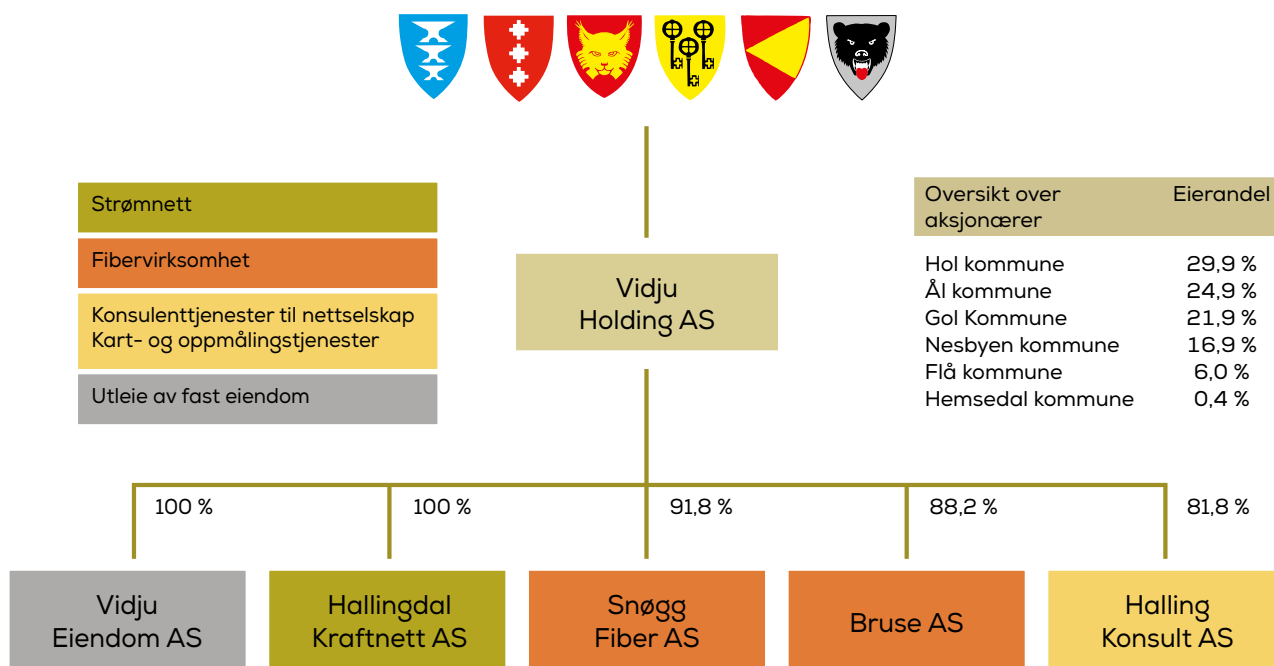 Strømnett
Fibervirksomhet
Konsulenttjenester til nettselskap
Kart- og oppmålingstjenester
Utleie av fast eiendom
Vidju
Holding AS
Oversikt over Eierandel
aksjonærer
Hol kommune 29,9 %
Ål kommune 24,9 %
Gol Kommune 21,9 %
Nesbyen kommune 16,9 %
Flå kommune 6,0 %
Hemsedal kommune 0,4 %
100 % 100 % 91,8 % 88,2 % 81,8 %
Vidju
Eiendom AS
Hallingdal
Kraftnett AS
Snøgg
Fiber AS
Bruse AS
Halling
Konsult AS